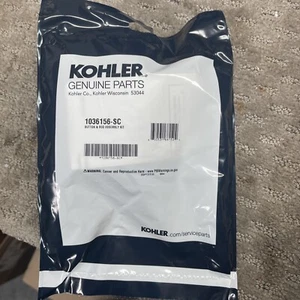 KOHLER®
GENUINE PARTS
Kohler Co., Kohler Wisconsin 53044
1036156-SC
BUTTON & ROD ASSEMBLY KIT
WARNING: Cancer and Reproductive Harm - www.P65Warnings.ca.gov
KOHLER.com/serviceparts